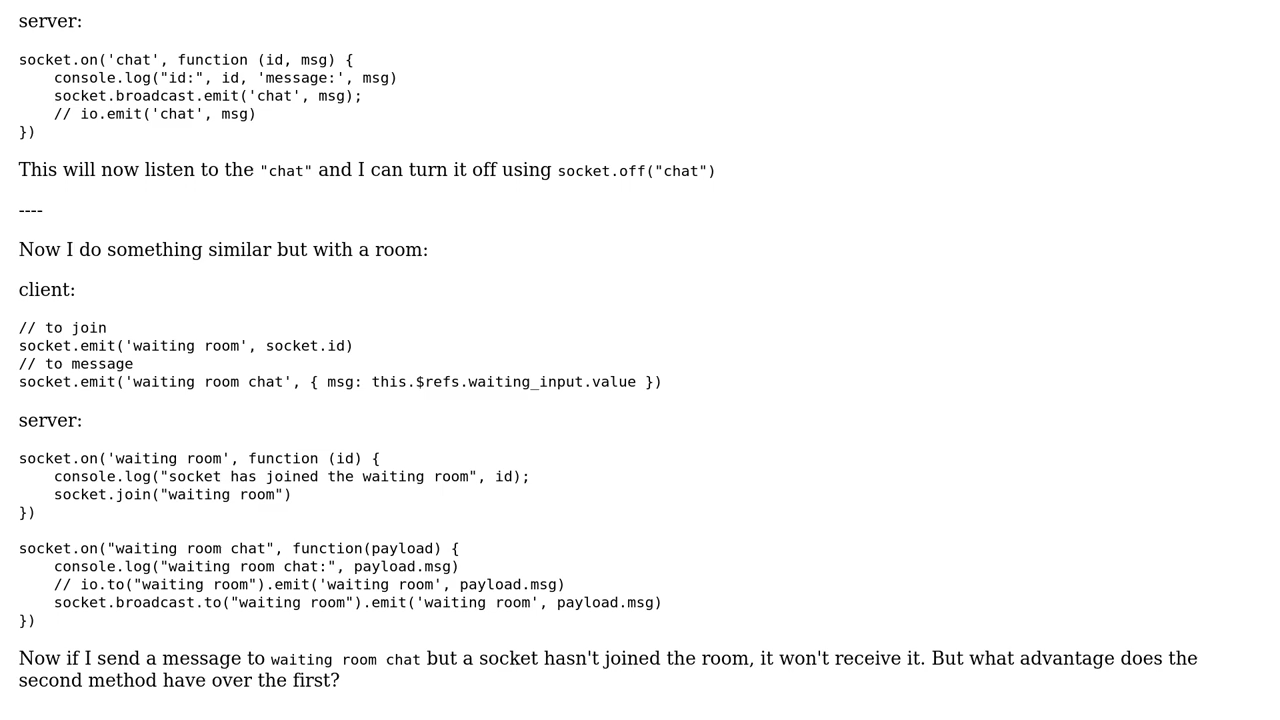 server:
socket.on('chat', function (id, msg) {
    console.log("id:", id, 'message:', msg)
    socket.broadcast.emit('chat', msg);
    // io.emit('chat', msg)
})
This will now listen to the "chat" and I can turn it off using socket.off("chat")
----
Now I do something similar but with a room:
client:
// to join
socket.emit('waiting room', socket.id)
// to message
socket.emit('waiting room chat', { msg: this.$refs.waiting_input.value })
server:
socket.on('waiting room', function (id) {
    console.log("socket has joined the waiting room", id);
    socket.join("waiting room")
})
socket.on("waiting room chat", function(payload) {
    console.log("waiting room chat:", payload.msg)
    // io.to("waiting room").emit('waiting room', payload.msg)
    socket.broadcast.to("waiting room").emit('waiting room', payload.msg)
})
Now if I send a message to waiting room chat but a socket hasn't joined the room, it won't receive it. But what advantage does the
second method have over the first?